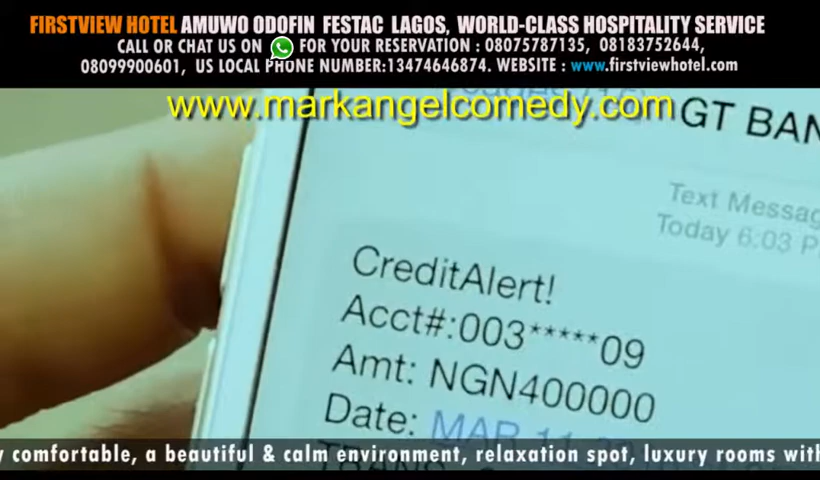 FIRSTVIEW HOTEL AMUWO ODOFIN FESTAC LAGOS, WORLD-CLASS HOSPITALITY SERVICE
CALL OR CHAT US ON FOR YOUR RESERVATION : 08075787135, 08183752644,
08099900601, US LOCAL PHONE NUMBER:13474646874. WEBSITE : www.firstviewhotel.com
www.markangelcomedy.com
GT BAN
Text Messag
Today 6:03 P
CreditAlert!
Acct#:003*****09
Amt: NGN400000
Date: MAR 11
y comfortable, a beautiful & calm environment, relaxation spot, luxury rooms with